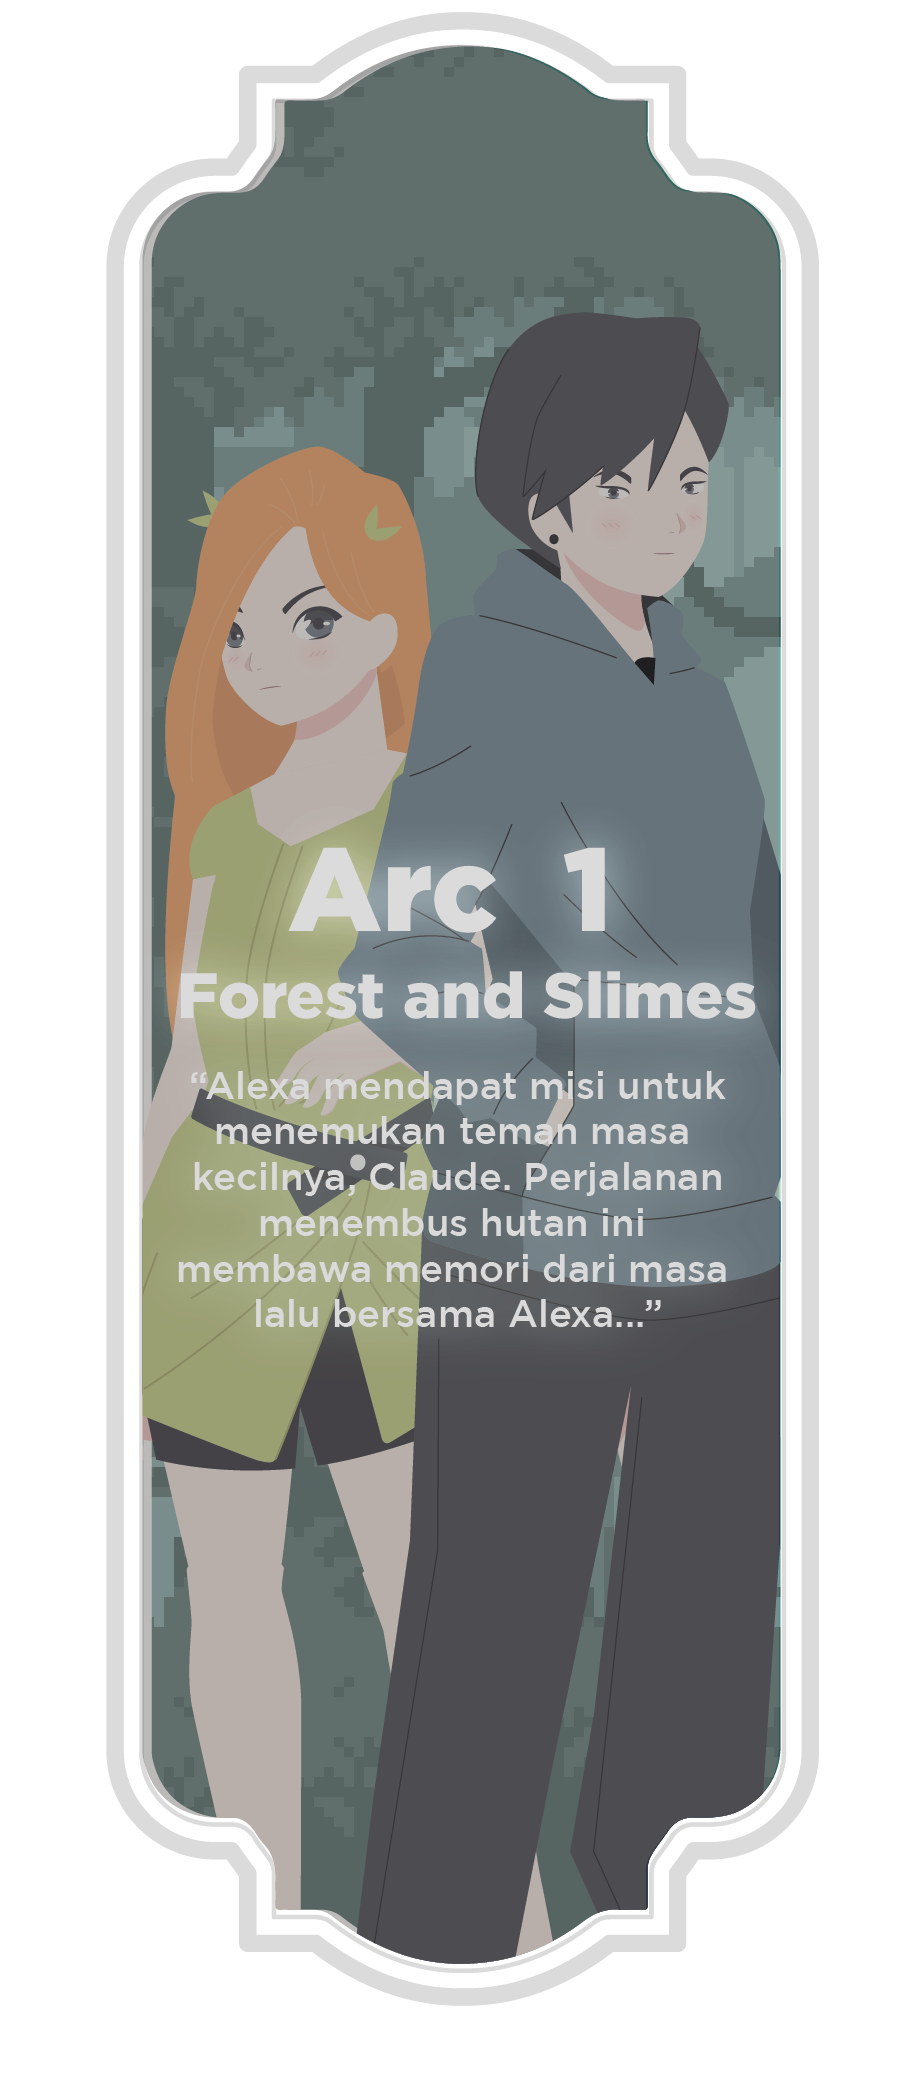 Arc 1
Forest and Slimes
“Alexa mendapat misi untuk
menemukan teman masa
kecilnya, Claude. Perjalanan
menembus hutan ini
membawa memori dari masa
lalu bersama Alexa...”